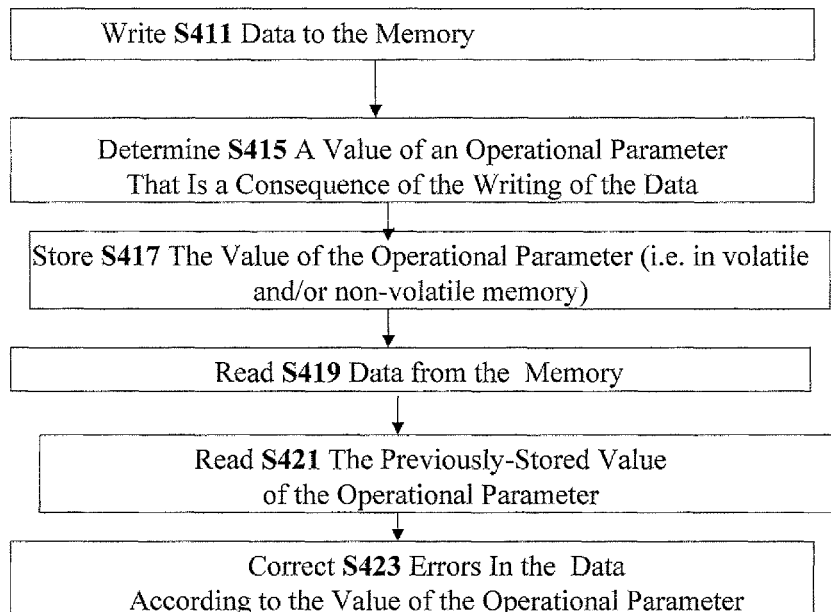 Write S411 Data to the Memory
Determine S415 A Value of an Operational Parameter
That Is a Consequence of the Writing of the Data
Store S417 The Value of the Operational Parameter (i.e. in volatile
and/or non-volatile memory)
Read S419 Data from the Memory
Read S421 The Previously-Stored Value
of the Operational Parameter
Correct S423 Errors In the Data
According to the Value of the Operational Parameter